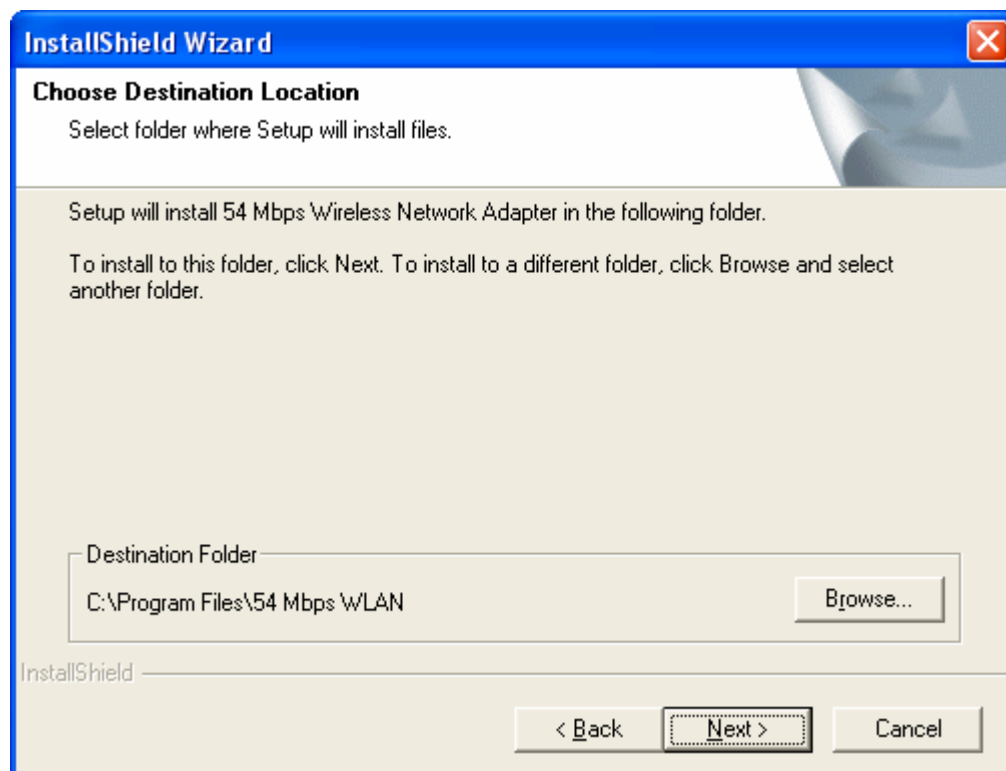 InstallShield Wizard
Choose Destination Location
Select folder where Setup will install files.
Setup will install 54 Mbps Wireless Network Adapter in the following folder.
To install to this folder, click Next. To install to a different folder, click Browse and select
another folder.
Destination Folder
C:\Program Files\54 Mbps WLAN
Browse...
InstallShield
< Back
Next >
Cancel